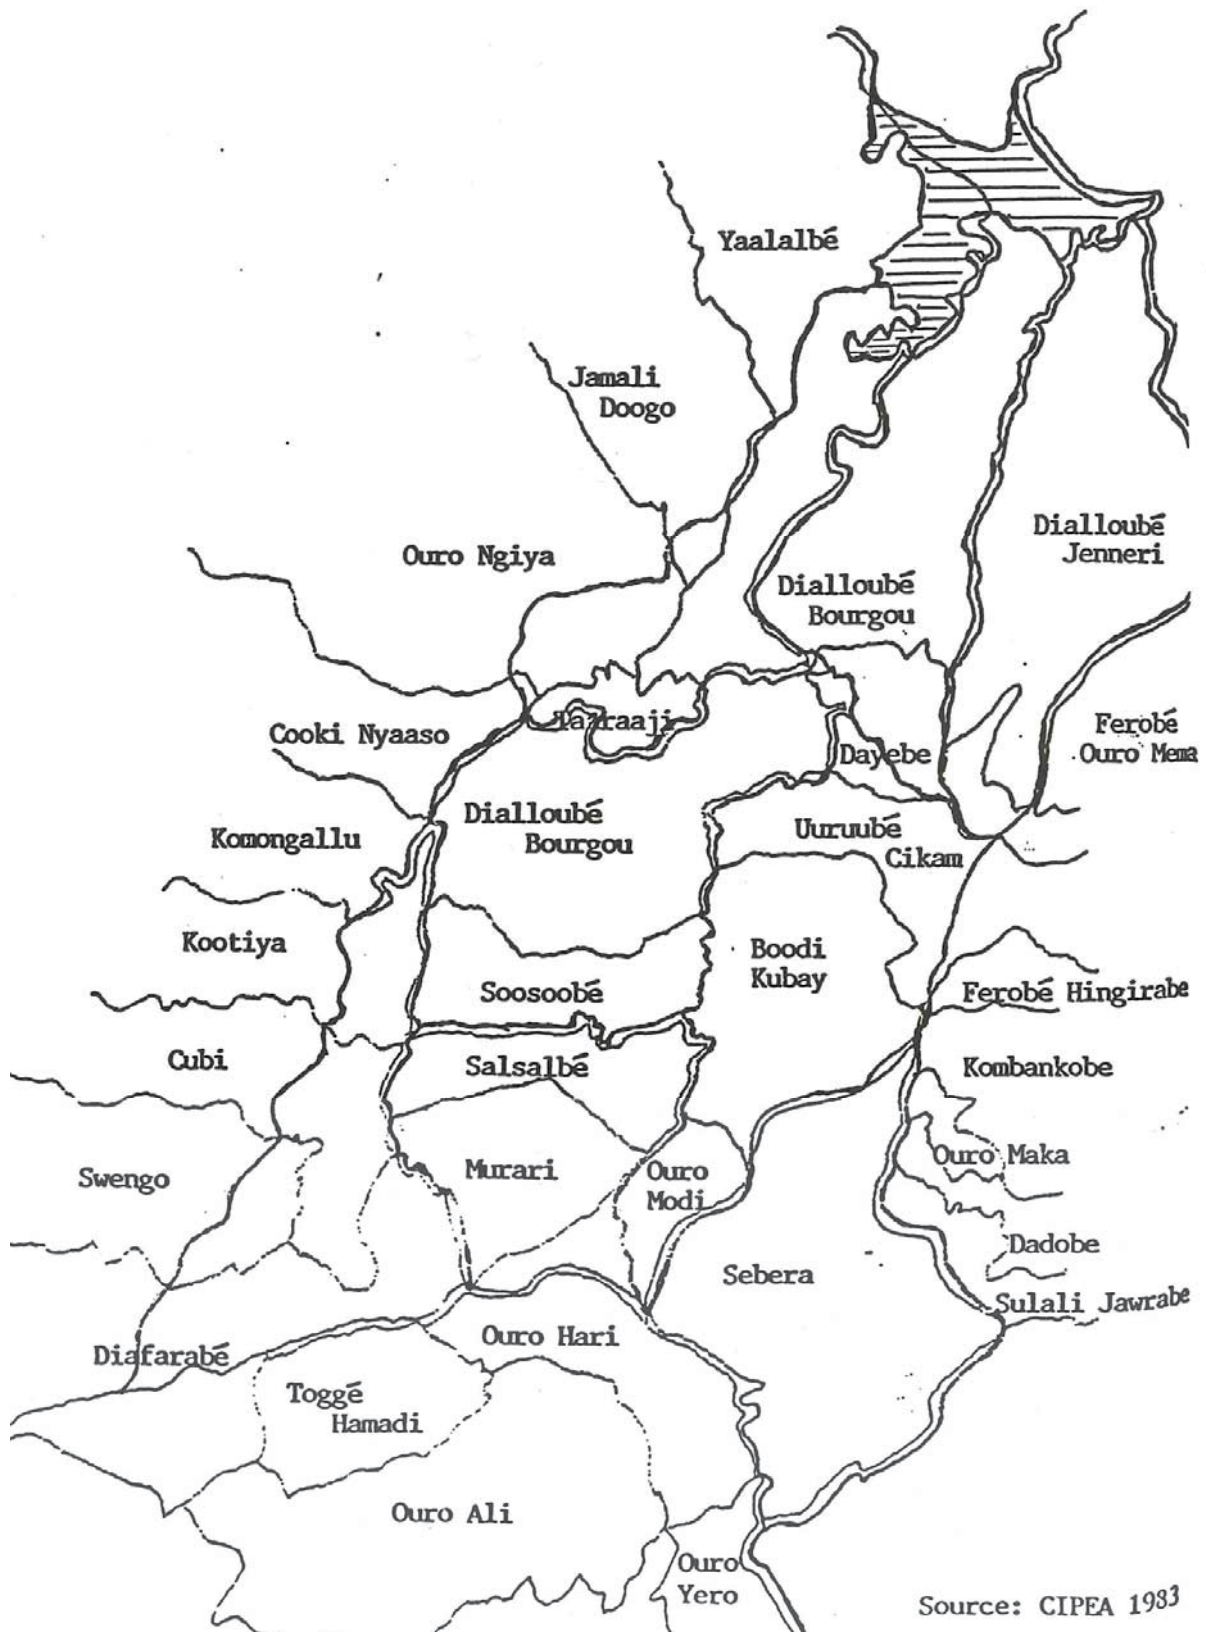 Yaalalbé
Jamali
Doogo
Dialloubé
Jenneri
Ouro Ngiya
Dialloubé
Bourgou
Taaraaji
Ferobé
Ouro Mema
Cooki Nyaaso
Dayebe
Dialloubé
Bourgou
Komongallu
Uuruubé
Cikam
Kootiya
Boodi
Kubay
Soosoobé
Ferobé Hingirabe
Cubi
Salsalbé
Kombankobe
Swengo
Murari
Ouro
Modi
Ouro Maka
Dadobe
Sebera
Sulali Jawrabe
Diafarabé
Ouro Hari
Toggé
Hamadi
Ouro Ali
Ouro
Yero
Source: CIPEA 1983